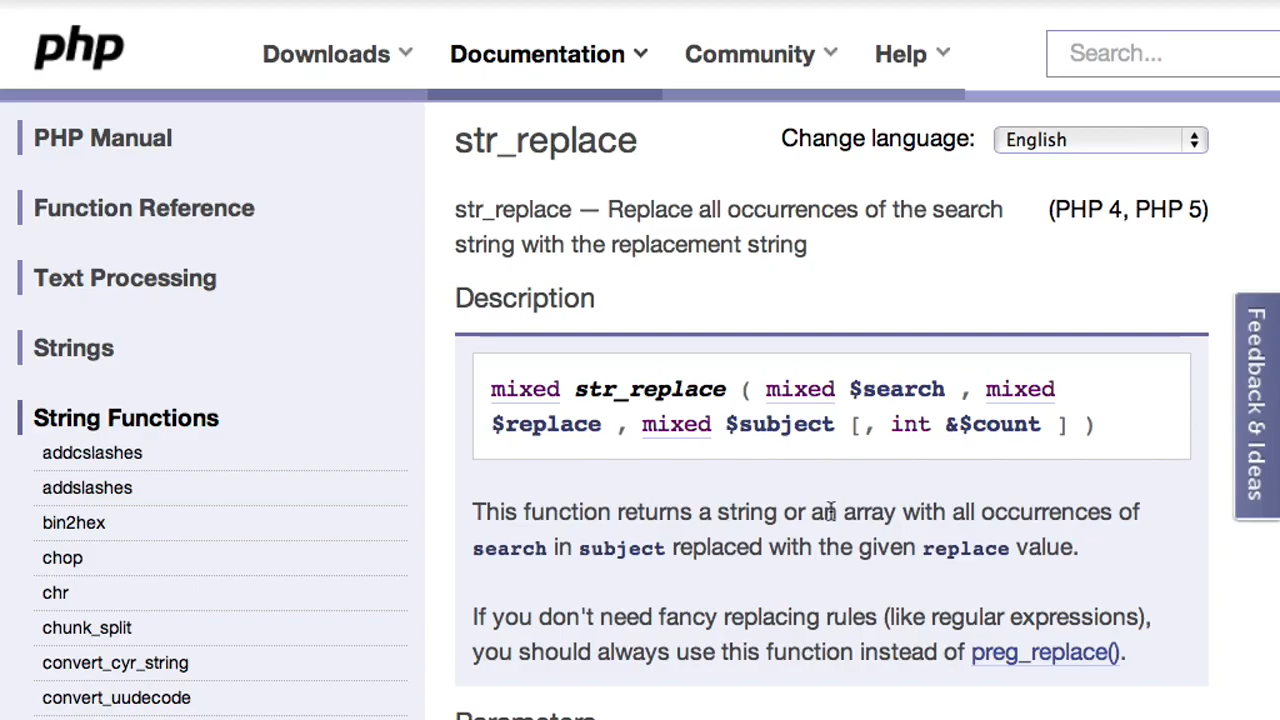 php
Downloads Documentation Community Help Search...
PHP Manual
Function Reference
Text Processing
Strings
String Functions
addcslashes
addslashes
bin2hex
chop
chr
chunk_split
convert_cyr_string
convert_uudecode
str_replace
Change language: English
str_replace — Replace all occurrences of the search (PHP 4, PHP 5)
string with the replacement string
Description
mixed str_replace ( mixed $search , mixed
$replace , mixed $subject [, int &$count ] )
This function returns a string or an array with all occurrences of
search in subject replaced with the given replace value.
If you don't need fancy replacing rules (like regular expressions),
you should always use this function instead of preg_replace().
Parameters
Feedback & Ideas